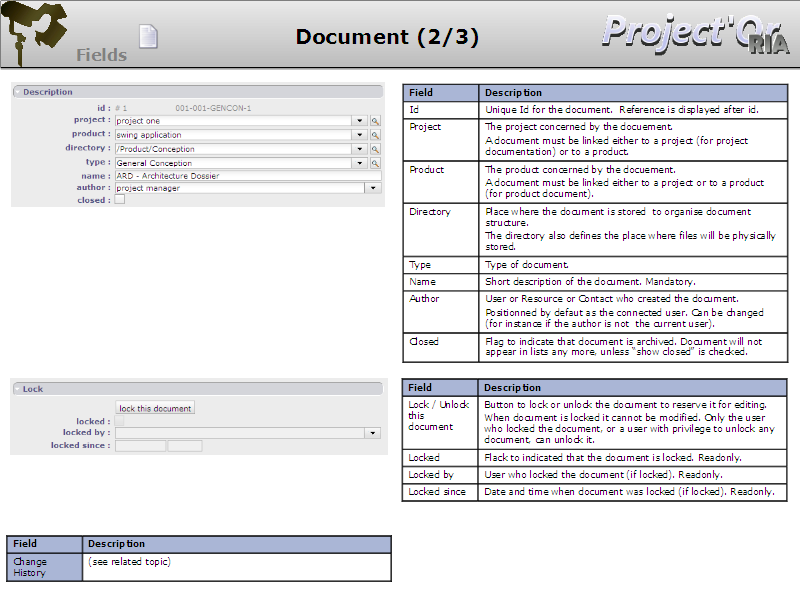 Fields
Document (2/3)
Project'Or
RIA
Description
id : # 1 001-001-GENCON-1
project : project one
product : swing application
directory : /Product/Conception
type : General Conception
name : ARD - Architecture Dossier
author : project manager
closed :
Field Description
Id Unique Id for the document. Reference is displayed after id.
Project The project concerned by the docuement.
A document must be linked either to a project (for project
documentation) or to a product.
Product The product concerned by the docuement.
A document must be linked either to a project or to a product
(for product document).
Directory Place where the document is stored to organise document
structure.
The directory also defines the place where files will be physically
stored.
Type Type of document.
Name Short description of the document. Mandatory.
Author User or Resource or Contact who created the document.
Positionned by defaut as the connected user. Can be changed
(for instance if the author is not the current user).
Closed Flag to indicate that document is archived. Document will not
appear in lists any more, unless "show closed" is checked.
Lock
lock this document
locked :
locked by :
locked since :
Field Description
Lock / Unlock Button to lock or unlock the document to reserve it for editing.
this When document is locked it cannot be modified. Only the user
document who locked the document, or a user with privilege to unlock any
document, can unlock it.
Locked Flack to indicated that the document is locked. Readonly.
Locked by User who locked the document (if locked). Readonly.
Locked since Date and time when document was locked (if locked). Readonly.
Field Description
Change (see related topic)
History